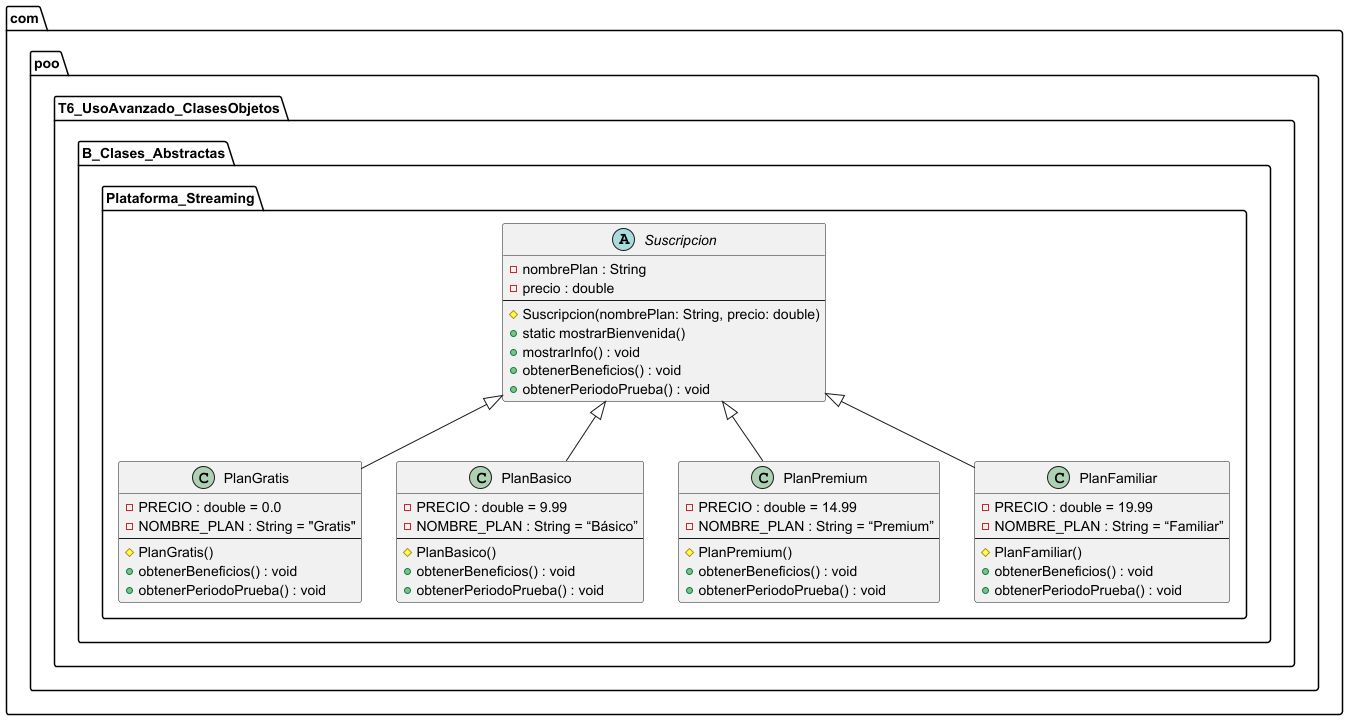 com
poo
T6_UsoAvanzado_ClasesObjetos
B_Clases_Abstractas
Plataforma_Streaming
A Suscripcion
nombrePlan : String
precio : double
Suscripcion(nombrePlan: String, precio: double)
static mostrarBienvenida()
mostrarInfo() : void
obtenerBeneficios() : void
obtenerPeriodoPrueba() : void
C PlanGratis
PRECIO : double = 0.0
NOMBRE_PLAN : String = "Gratis"
PlanGratis()
obtenerBeneficios() : void
obtenerPeriodoPrueba() : void
C PlanBasico
PRECIO : double = 9.99
NOMBRE_PLAN : String = “Básico”
PlanBasico()
obtenerBeneficios() : void
obtenerPeriodoPrueba() : void
C PlanPremium
PRECIO : double = 14.99
NOMBRE_PLAN : String = “Premium”
PlanPremium()
obtenerBeneficios() : void
obtenerPeriodoPrueba() : void
C PlanFamiliar
PRECIO : double = 19.99
NOMBRE_PLAN : String = “Familiar”
PlanFamiliar()
obtenerBeneficios() : void
obtenerPeriodoPrueba() : void